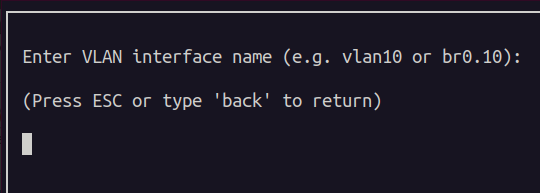 Enter VLAN interface name (e.g. vlan10 or br0.10):
(Press ESC or type 'back' to return)